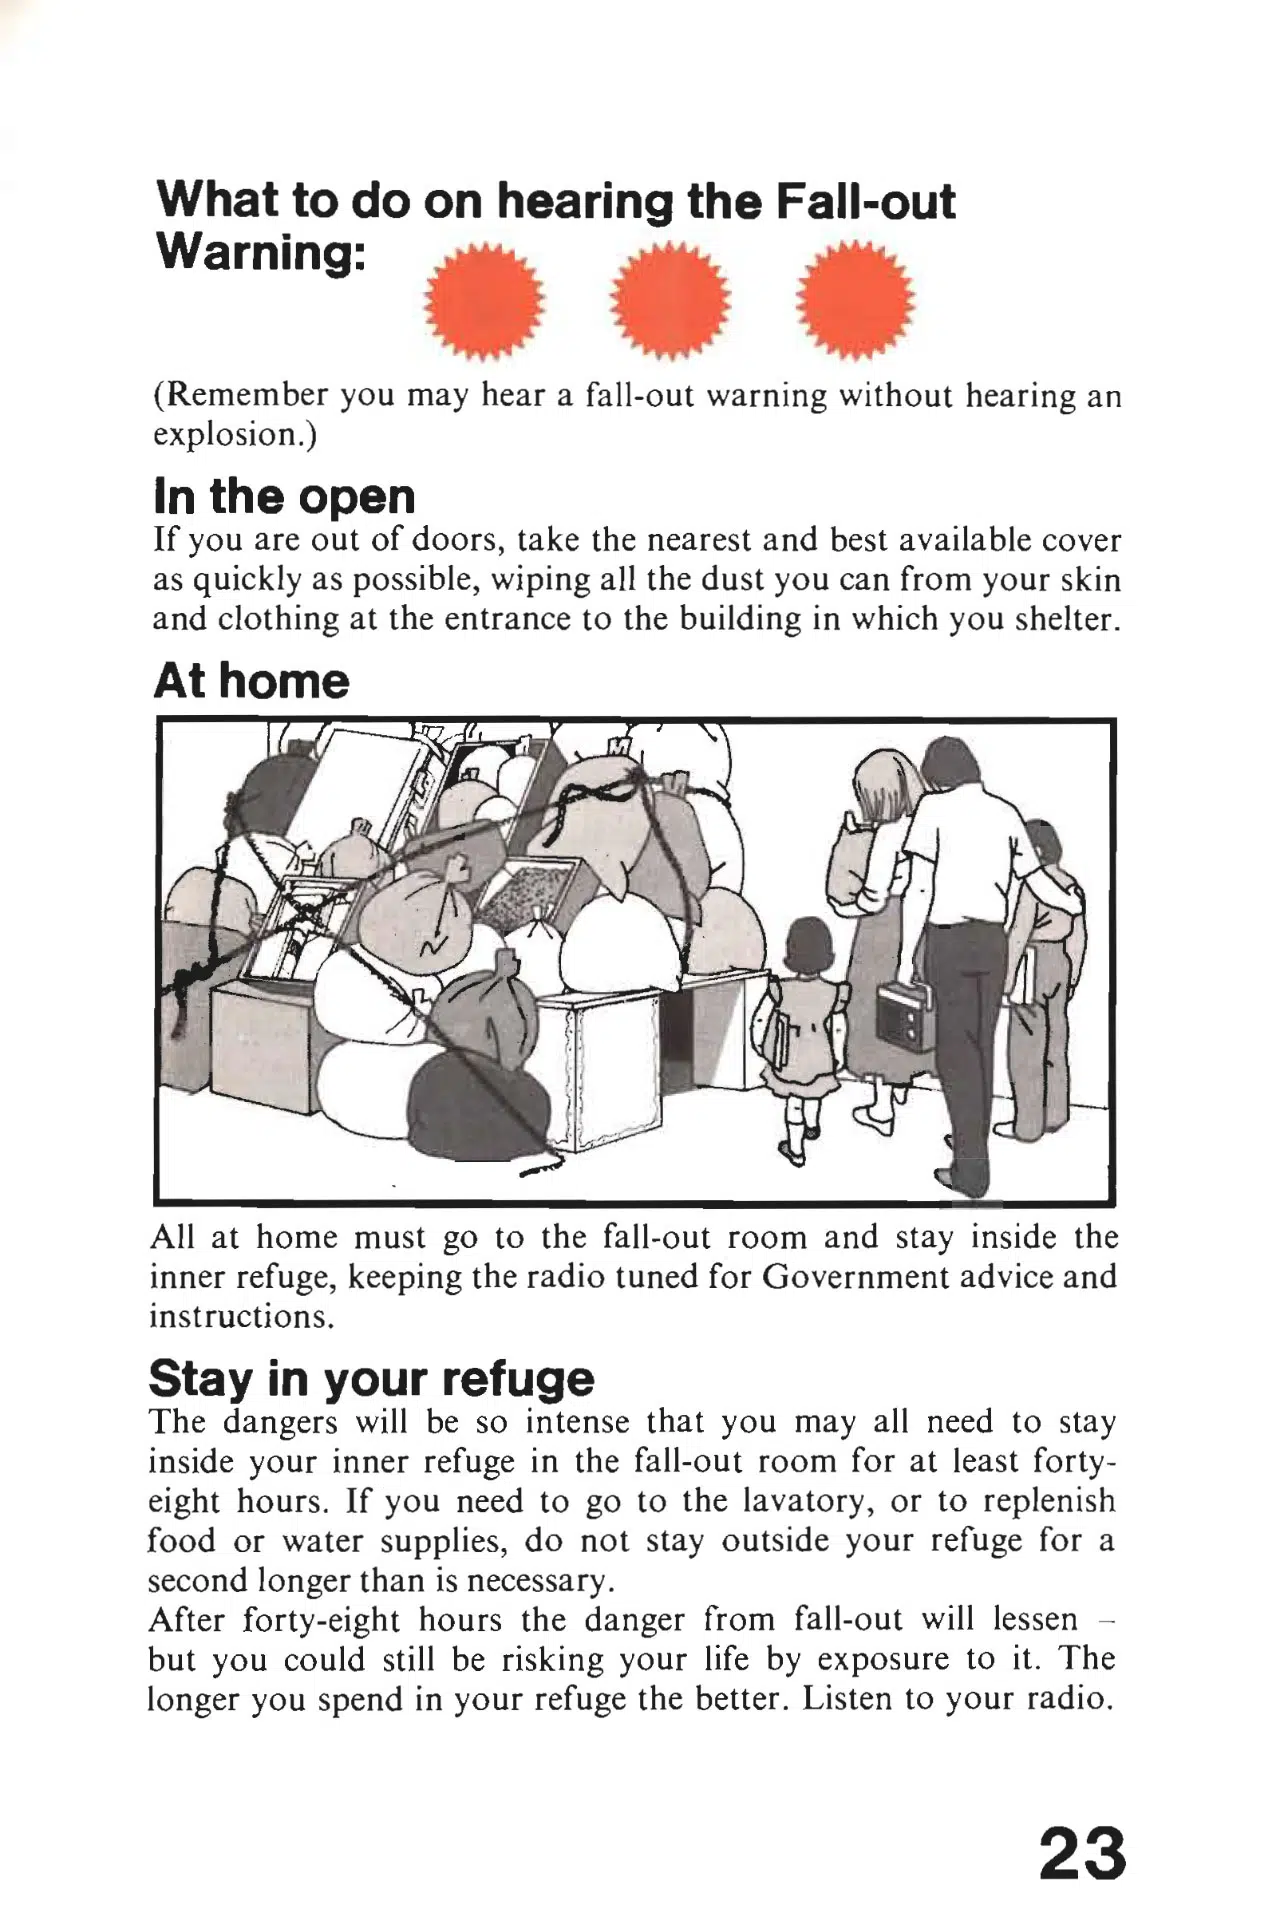 What to do on hearing the Fall-out
Warning:
(Remember you may hear a fall-out warning without hearing an
explosion.)
In the open
If you are out of doors, take the nearest and best available cover
as quickly as possible, wiping all the dust you can from your skin
and clothing at the entrance to the building in which you shelter.
At home
All at home must go to the fall-out room and stay inside the
inner refuge, keeping the radio tuned for Government advice and
instructions.
Stay in your refuge
The dangers will be so intense that you may all need to stay
inside your inner refuge in the fall-out room for at least forty-
eight hours. If you need to go to the lavatory, or to replenish
food or water supplies, do not stay outside your refuge for a
second longer than is necessary.
After forty-eight hours the danger from fall-out will lessen –
but you could still be risking your life by exposure to it. The
longer you spend in your refuge the better. Listen to your radio.
23